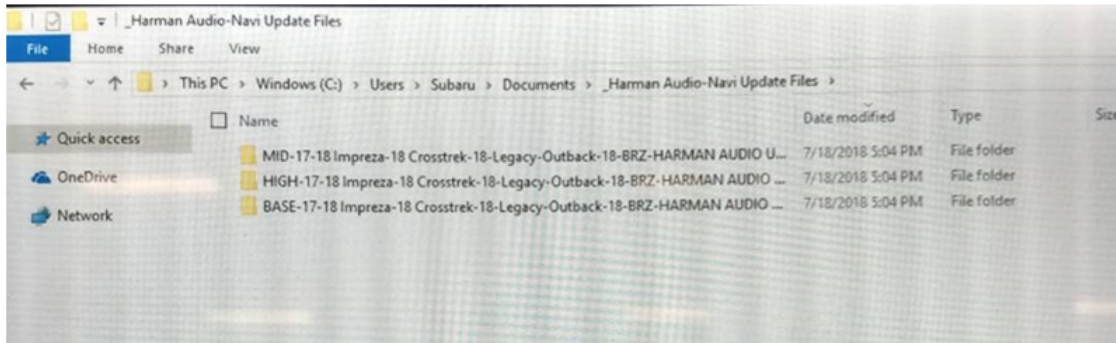 _Harman Audio-Navi Update Files
File Home Share View
This PC > Windows (C:) > Users > Subaru > Documents > _Harman Audio-Navi Update Files >
Name Date modified Type Size
Quick access
MID-17-18 Impreza-18 Crosstrek-18-Legacy-Outback-18-BRZ-HARMAN AUDIO U... 7/18/2018 5:04 PM File folder
OneDrive
HIGH-17-18 Impreza-18 Crosstrek-18-Legacy-Outback-18-BRZ-HARMAN AUDIO ... 7/18/2018 5:04 PM File folder
Network
BASE-17-18 Impreza-18 Crosstrek-18-Legacy-Outback-18-BRZ-HARMAN AUDIO ... 7/18/2018 5:04 PM File folder